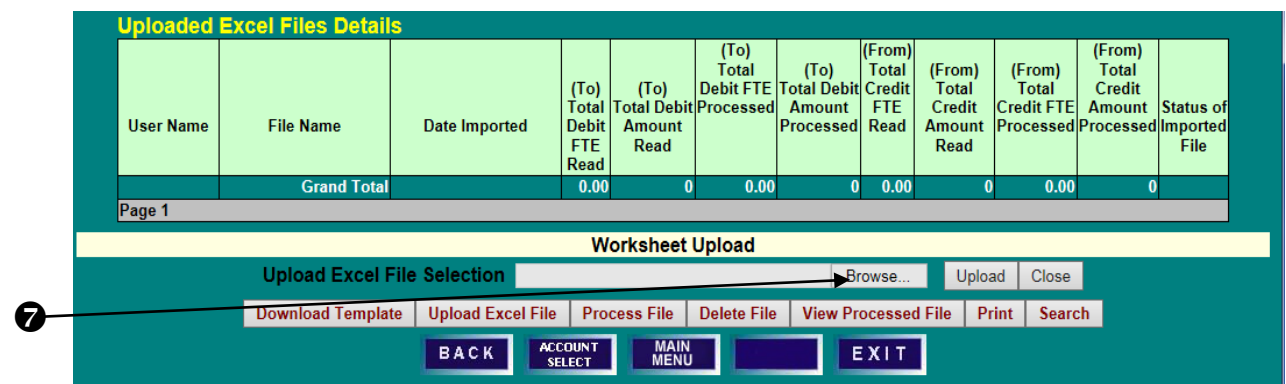 Uploaded Excel Files Details
User Name
File Name
Date Imported
(To)
Total
Debit
FTE
Read
(To)
Total Debit
Amount
Read
(To)
Total
Debit FTE
Processed
(To)
Total Debit
Amount
Processed
(From)
Total
Credit
FTE
Read
(From)
Total
Credit
Amount
Read
(From)
Total
Credit FTE
Processed
(From)
Total
Credit
Amount
Processed
Status of
Imported
File
Grand Total 0.00 0 0.00 0 0.00 0 0.00 0
Page 1
Worksheet Upload
Upload Excel File Selection Browse... Upload Close
7
Download Template Upload Excel File Process File Delete File View Processed File Print Search
BACK ACCOUNT SELECT MAIN MENU EXIT